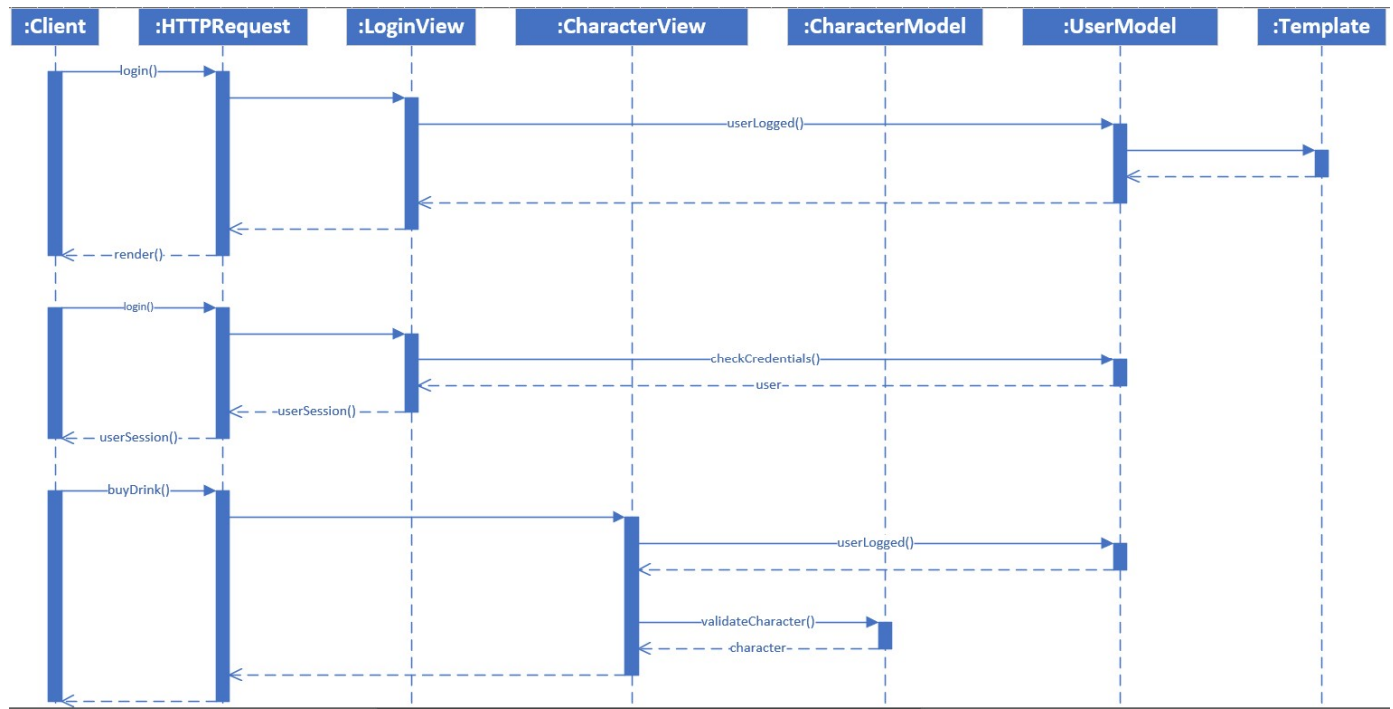 :Client
:HTTPRequest
:LoginView
:CharacterView
:CharacterModel
:UserModel
:Template
login()
userLogged()
render()
login()
checkCredentials()
user
userSession()
userSession()
buyDrink()
userLogged()
validateCharacter()
character